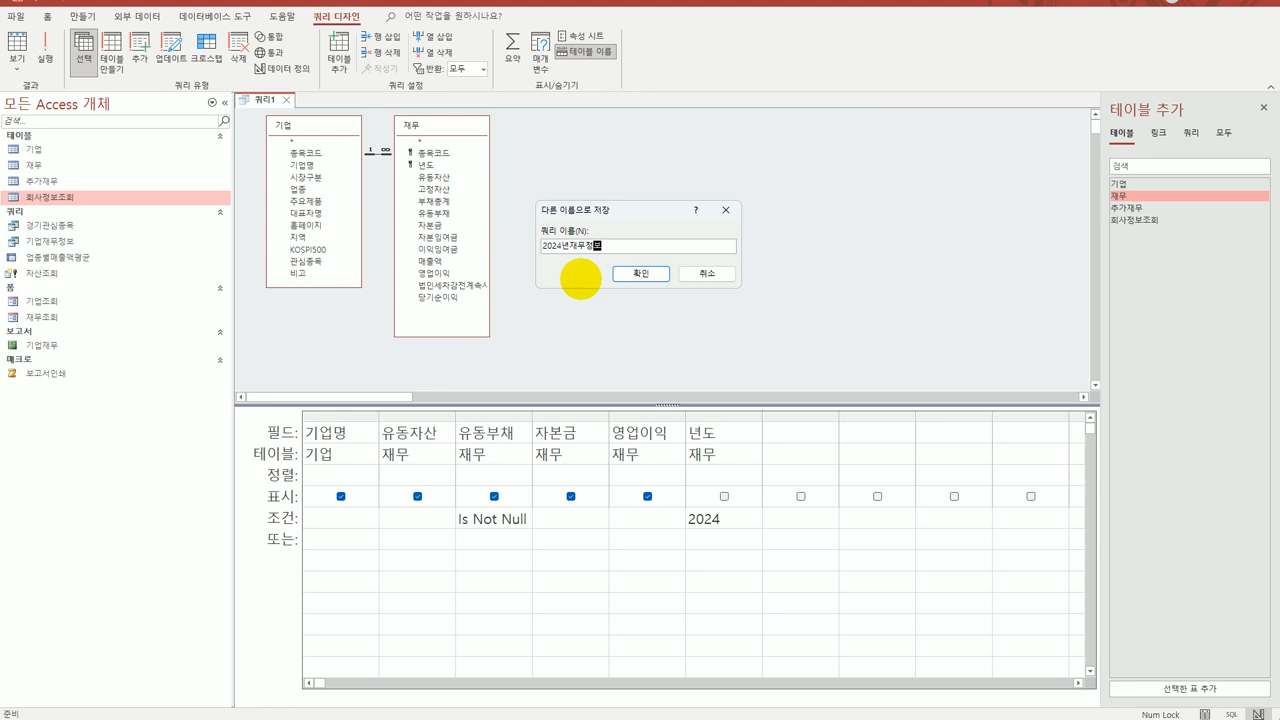 파일 홈 만들기 외부 데이터 데이터베이스 도구 도움말 쿼리 디자인 어떤 작업을 원하시나요?
보기
실행
선택
테이블 만들기
추가
업데이트
크로스탭
삭제
통합
통과
데이터 정의
테이블 추가
행 삽입
행 삭제
작성기
열 삽입
열 삭제
반환: 모두
요약
매개 변수
속성 시트
테이블 이름
결과
쿼리 유형
쿼리 설정
표시/숨기기
모든 Access 개체
검색...
테이블
기업
재무
추가재무
회사정보조회
쿼리
경기관심종목
기업재무정보
업종별매출액평균
자산조회
폼
기업조회
재무조회
보고서
기업재무
매크로
보고서인쇄
쿼리1
기업
*
종목코드
기업명
시장구분
업종
주요제품
대표자명
홈페이지
지역
KOSPI500
관심종목
비고
1 ∞
재무
*
종목코드
년도
유동자산
고정자산
부채총계
유동부채
자본금
자본잉여금
이익잉여금
매출액
영업이익
법인세차감전계속사
당기순이익
다른 이름으로 저장 ?
쿼리 이름(N):
2024년재무정보
확인 취소
필드: 기업명 유동자산 유동부채 자본금 영업이익 년도
테이블: 기업 재무 재무 재무 재무 재무
정렬:
표시:
조건: Is Not Null 2024
또는:
테이블 추가
테이블 링크 쿼리 모두
검색
기업
재무
추가재무
회사정보조회
선택한 표 추가
준비
Num Lock
SQL